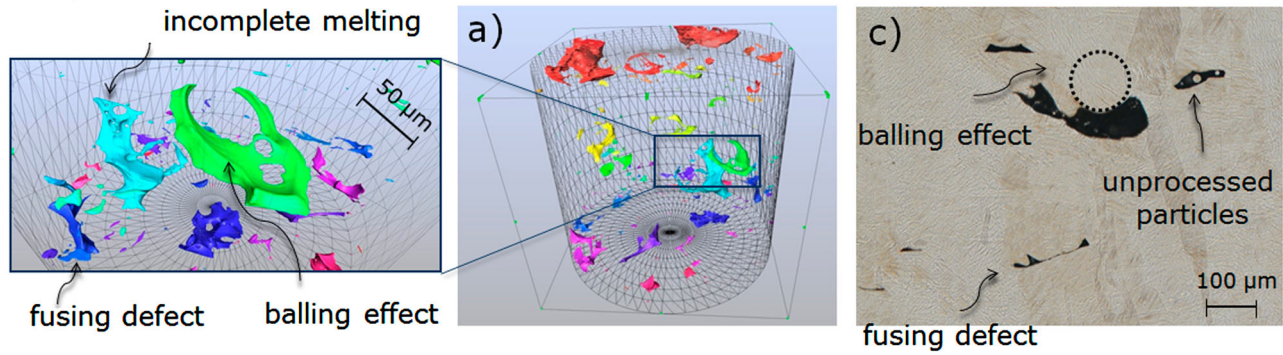 incomplete melting
50 µm
fusing defect
balling effect
a)
c)
balling effect
unprocessed
particles
100 µm
fusing defect